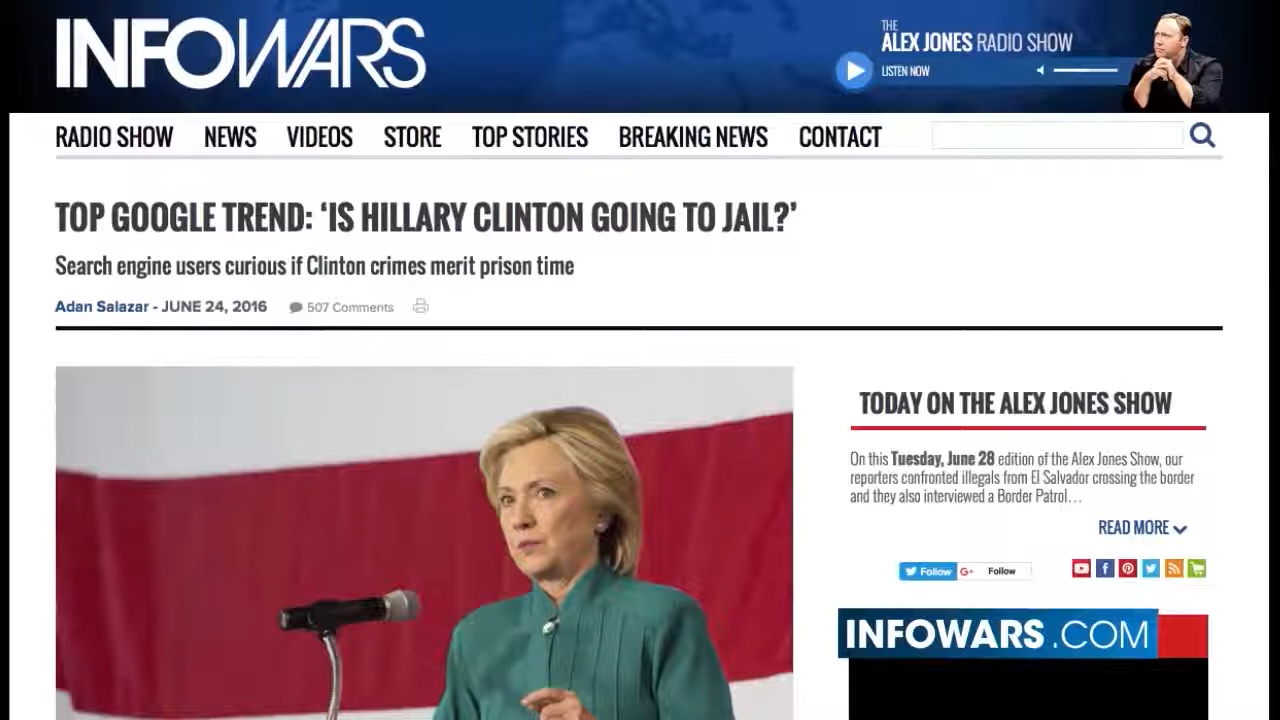 INFOWARS
THE
ALEX JONES RADIO SHOW
LISTEN NOW
RADIO SHOW NEWS VIDEOS STORE TOP STORIES BREAKING NEWS CONTACT
TOP GOOGLE TREND: ‘IS HILLARY CLINTON GOING TO JAIL?’
Search engine users curious if Clinton crimes merit prison time
Adan Salazar - JUNE 24, 2016 507 Comments
TODAY ON THE ALEX JONES SHOW
On this Tuesday, June 28 edition of the Alex Jones Show, our
reporters confronted illegals from El Salvador crossing the border
and they also interviewed a Border Patrol…
READ MORE
Follow G+ Follow
INFOWARS.COM